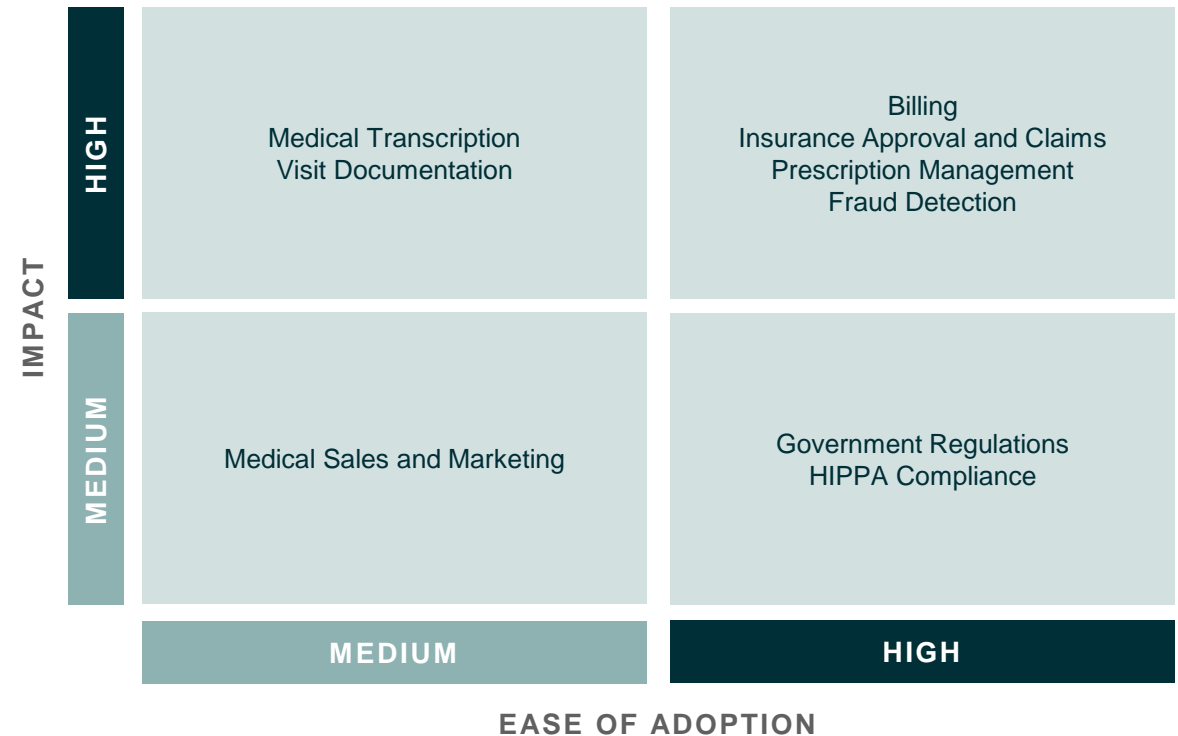 IMPACT
HIGH
Medical Transcription
Visit Documentation
Billing
Insurance Approval and Claims
Prescription Management
Fraud Detection
MEDIUM
Medical Sales and Marketing
Government Regulations
HIPPA Compliance
MEDIUM
HIGH
EASE OF ADOPTION